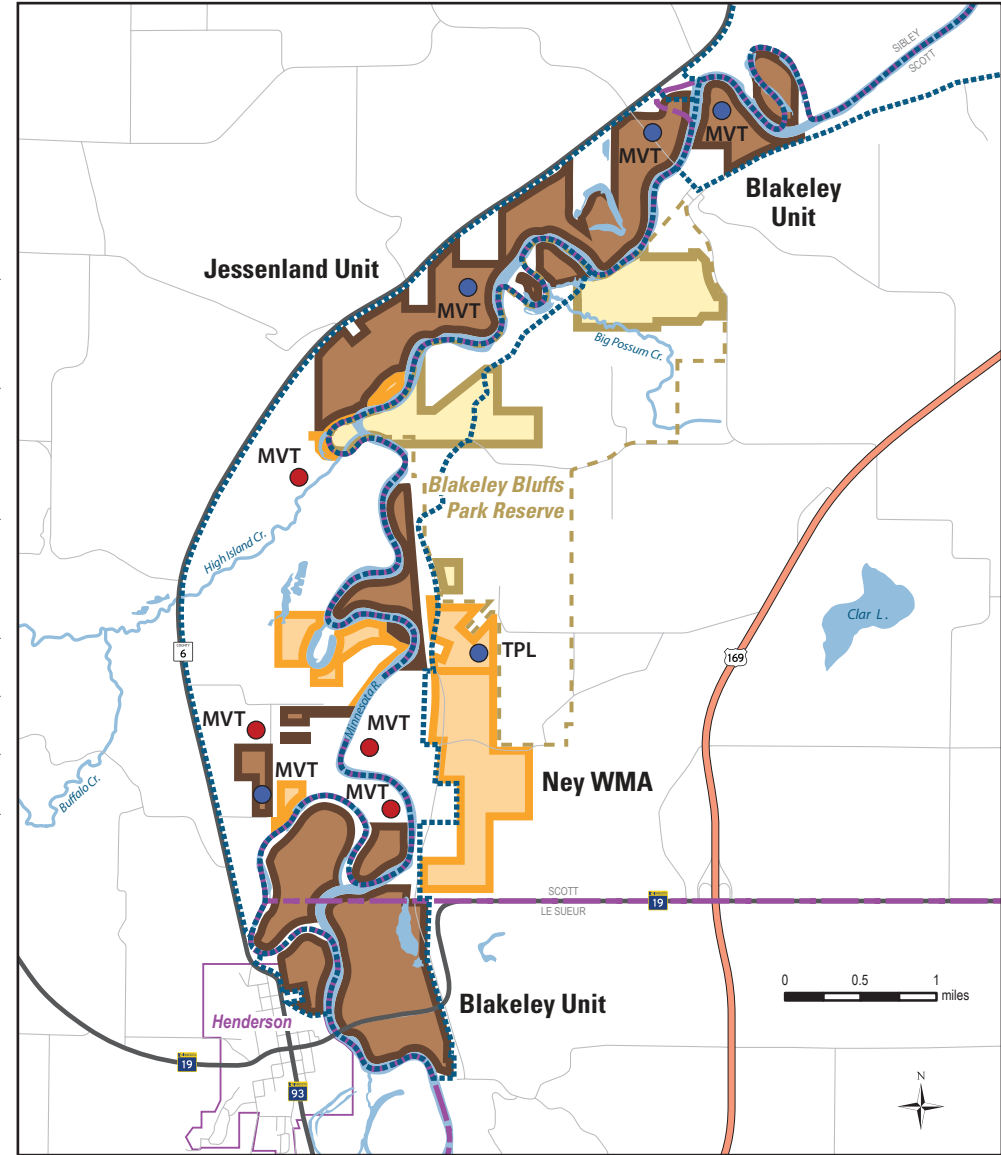 SIBLEY
SCOTT
MVT
MVT
Blakeley
Unit
Jessenland Unit
MVT
Big Possum Cr.
MVT
Blakeley Bluffs
Park Reserve
High Island Cr.
Clar L.
TPL
COUNTY
6
169
Minnesota R.
MVT
MVT
MVT
Ney WMA
MVT
Buffalo Cr.
SCOTT
19
LE SUEUR
0 0.5 1
miles
Blakeley Unit
Henderson
19
93
N